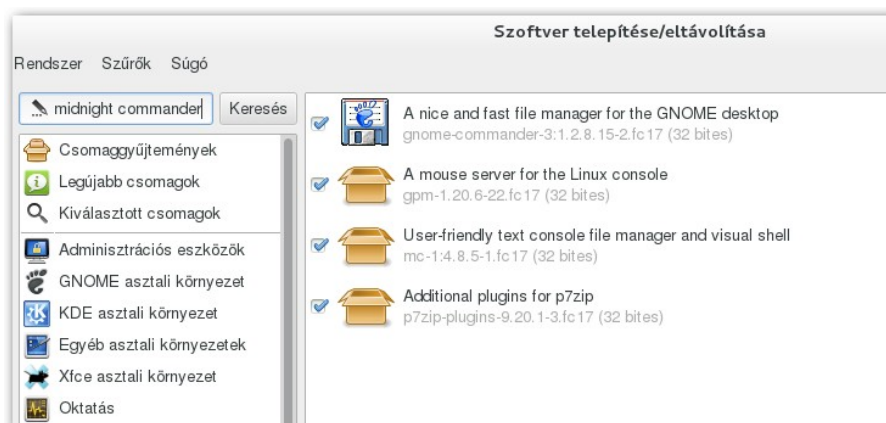 Szoftver telepítése/eltávolítása
Rendszer Szűrők Súgó
midnight commander Keresés
Csomaggyűjtemények
Legújabb csomagok
Kiválasztott csomagok
Adminisztrációs eszközök
GNOME asztali környezet
KDE asztali környezet
Egyéb asztali környezetek
Xfce asztali környezet
Oktatás
A nice and fast file manager for the GNOME desktop
gnome-commander-3:1.2.8.15-2.fc17 (32 bites)
A mouse server for the Linux console
gpm-1.20.6-22.fc17 (32 bites)
User-friendly text console file manager and visual shell
mc-1:4.8.5-1.fc17 (32 bites)
Additional plugins for p7zip
p7zip-plugins-9.20.1-3.fc17 (32 bites)